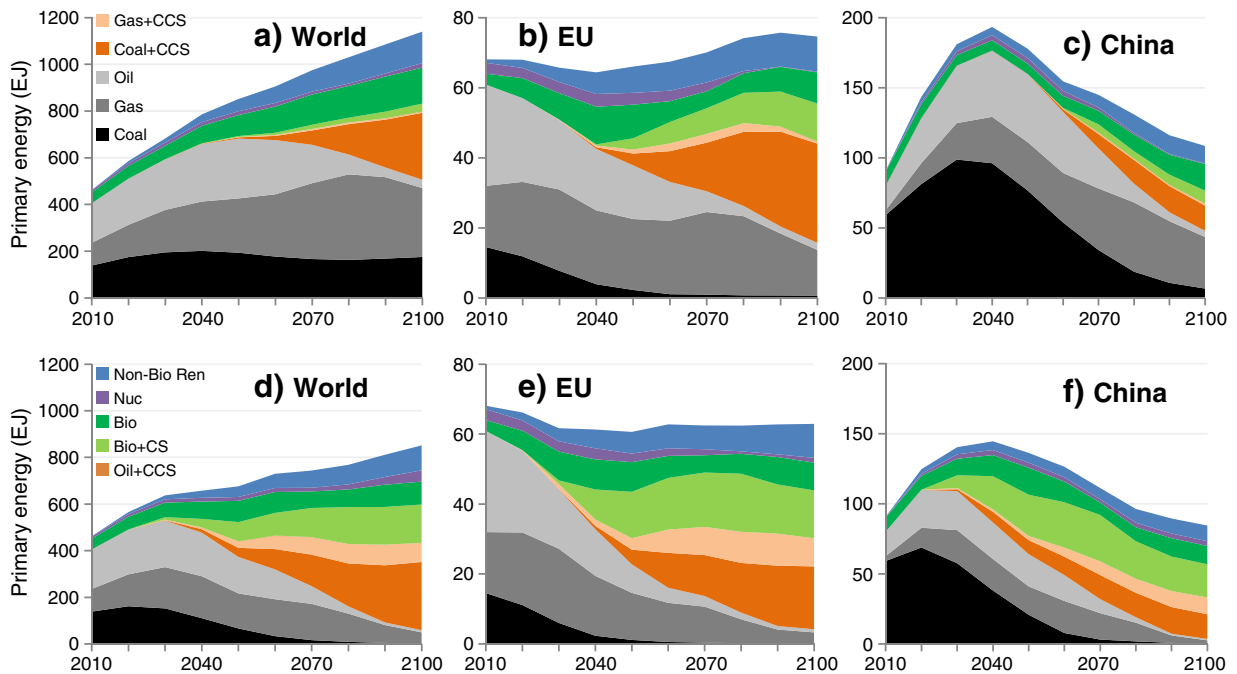 1200
1000
800
600
400
200
0
Primary energy (EJ)
Gas+CCS
Coal+CCS
Oil
Gas
Coal
a) World
2010 2040 2070 2100
80
60
40
20
0
b) EU
2010 2040 2070 2100
200
150
100
50
0
c) China
2010 2040 2070 2100
1200
1000
800
600
400
200
0
Primary energy (EJ)
Non-Bio Ren
Nuc
Bio
Bio+CS
Oil+CCS
d) World
2010 2040 2070 2100
80
60
40
20
0
e) EU
2010 2040 2070 2100
200
150
100
50
0
f) China
2010 2040 2070 2100